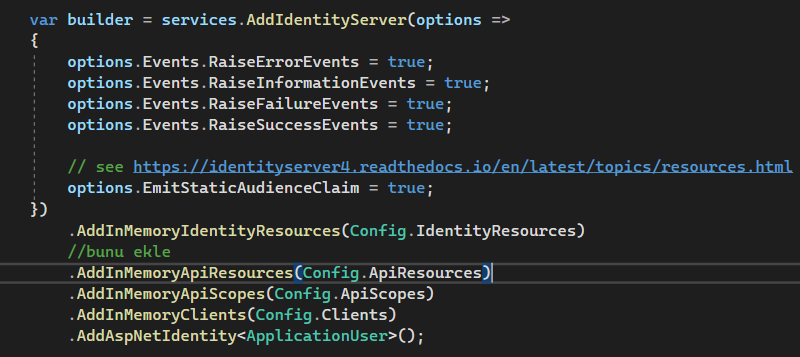 var builder = services.AddIdentityServer(options =>
{
options.Events.RaiseErrorEvents = true;
options.Events.RaiseInformationEvents = true;
options.Events.RaiseFailureEvents = true;
options.Events.RaiseSuccessEvents = true;
// see https://identityserver4.readthedocs.io/en/latest/topics/resources.html
options.EmitStaticAudienceClaim = true;
})
.AddInMemoryIdentityResources(Config.IdentityResources)
//bunu ekle
.AddInMemoryApiResources(Config.ApiResources)
.AddInMemoryApiScopes(Config.ApiScopes)
.AddInMemoryClients(Config.Clients)
.AddAspNetIdentity<ApplicationUser>();